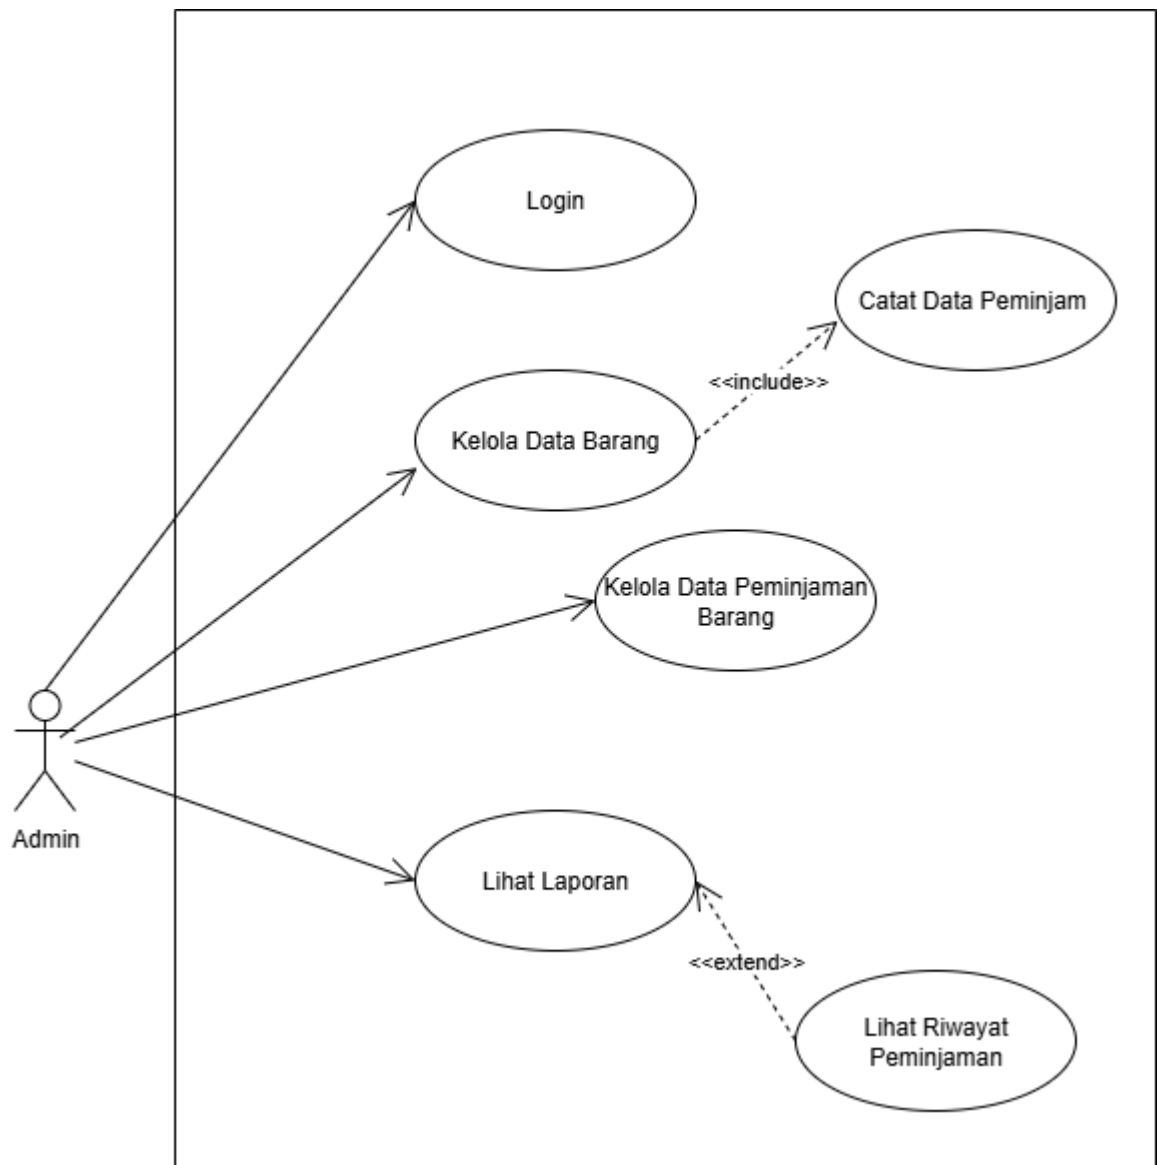 Login
Catat Data Peminjam
<<include>>
Kelola Data Barang
Kelola Data Peminjaman
Barang
Admin
Lihat Laporan
<<extend>>
Lihat Riwayat
Peminjaman